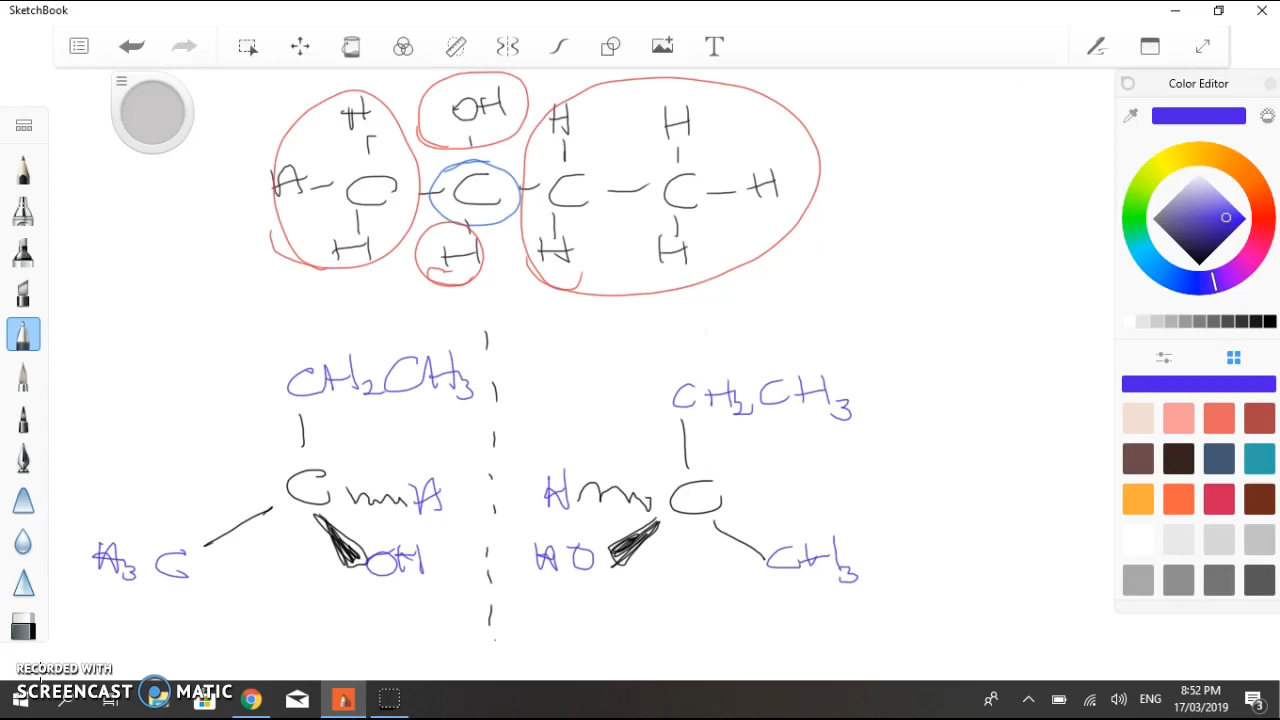 SketchBook
Color Editor
H OH H H
H - C - C - C - C - H
H H H H
CH2CH3 CH2CH3
C H H C
H3C OH HO CH3
RECORDED WITH
SCREENCAST MATIC
ENG
8:52 PM
17/03/2019
3